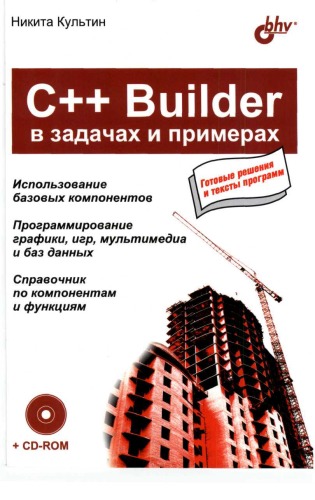 Никита Культин
bhv®
C++ Builder
в задачах и примерах
Готовые решения
и тексты программ
Использование
базовых компонентов
Программирование
графики, игр, мультимедиа
и баз данных
Справочник
по компонентам
и функциям
+ CD-ROM